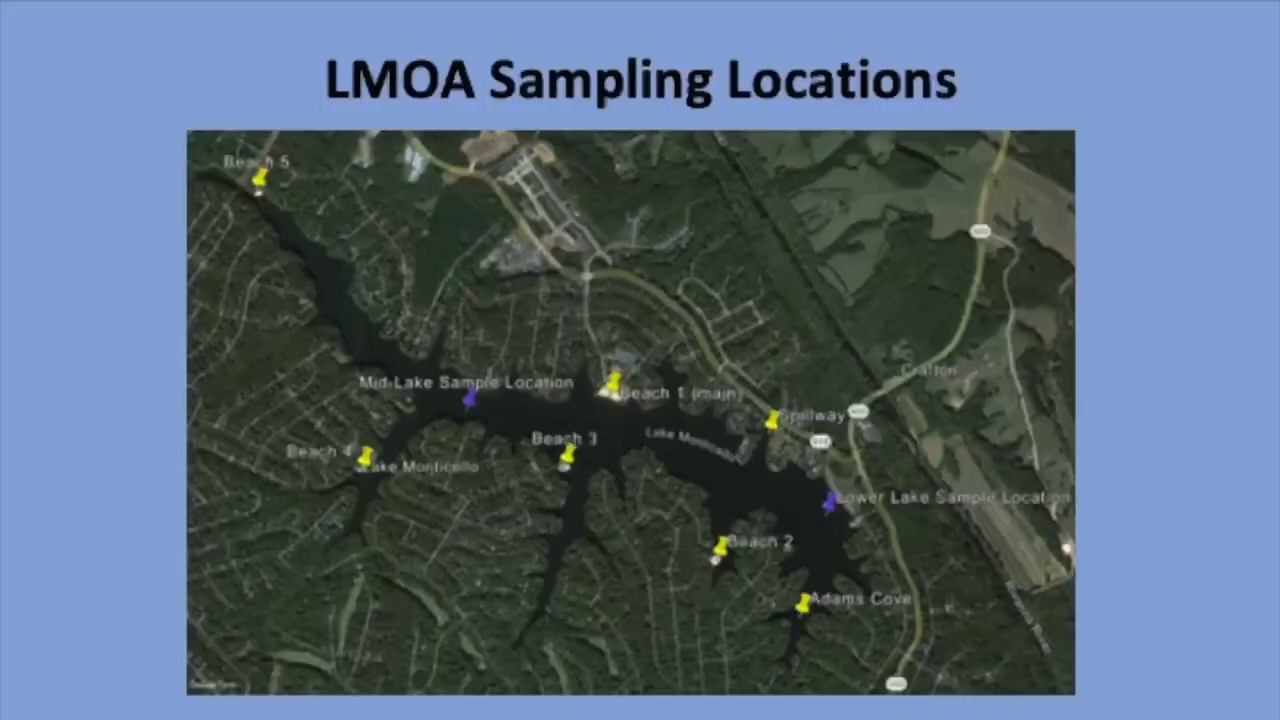 LMOA Sampling Locations
Beach 5
Mid-Lake Sample Location
Beach 1 (main)
Crafton
Spillway
Beach 3
Lake Monticello
Beach 4
Lake Monticello
Lower Lake Sample Location
Beach 2
Adams Cove